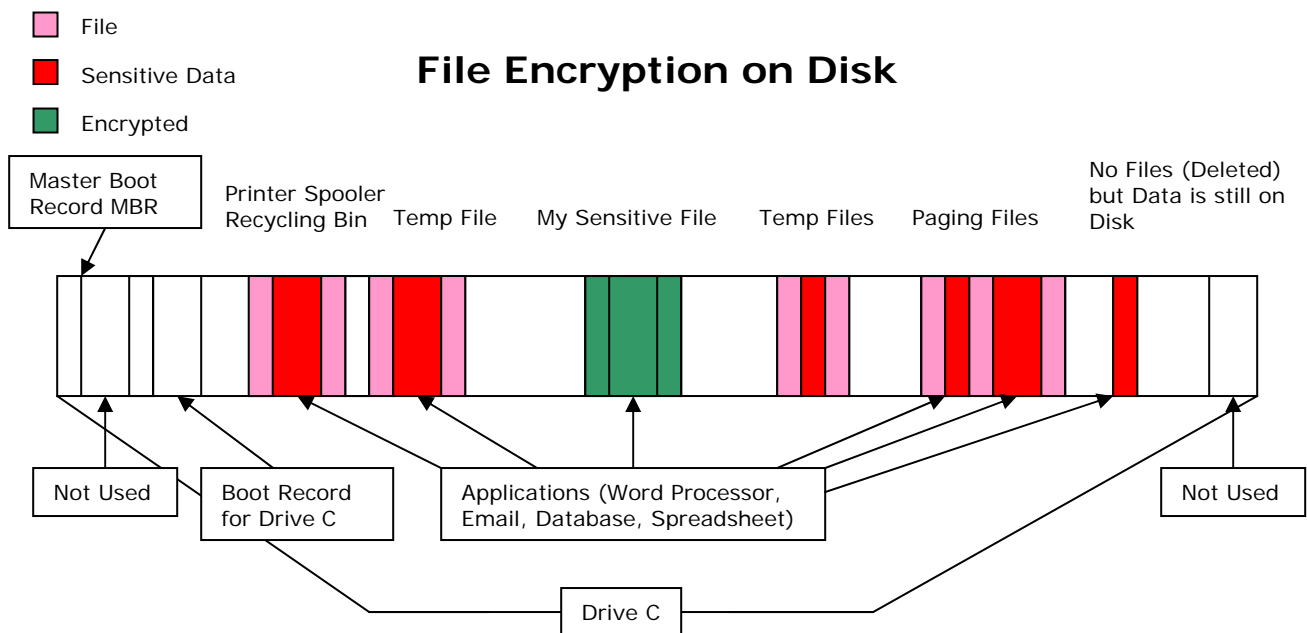 File
Sensitive Data
Encrypted
File Encryption on Disk
Master Boot
Record MBR
Printer Spooler
Recycling Bin
Temp File
My Sensitive File
Temp Files
Paging Files
No Files (Deleted)
but Data is still on
Disk
Not Used
Boot Record
for Drive C
Applications (Word Processor,
Email, Database, Spreadsheet)
Not Used
Drive C